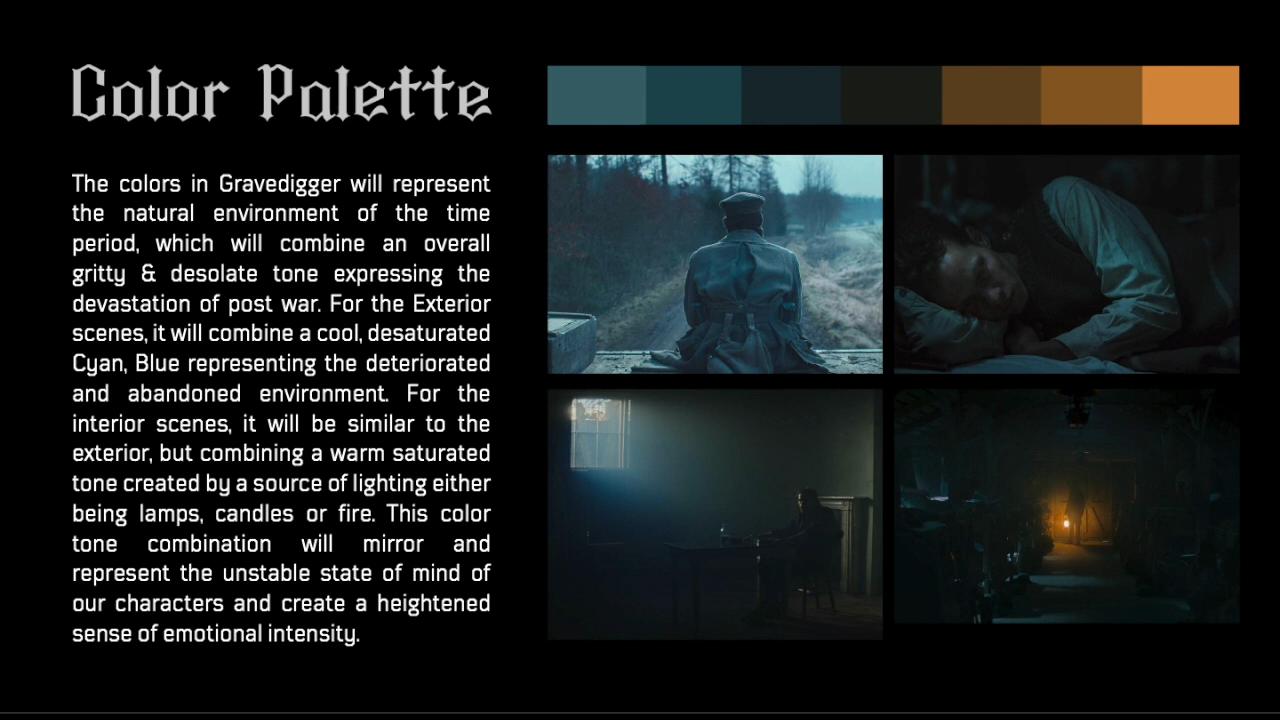 Color Palette
The colors in Gravedigger will represent
the natural environment of the time
period, which will combine an overall
gritty & desolate tone expressing the
devastation of post war. For the Exterior
scenes, it will combine a cool, desaturated
Cyan, Blue representing the deteriorated
and abandoned environment. For the
interior scenes, it will be similar to the
exterior, but combining a warm saturated
tone created by a source of lighting either
being lamps, candles or fire. This color
tone combination will mirror and
represent the unstable state of mind of
our characters and create a heightened
sense of emotional intensity.